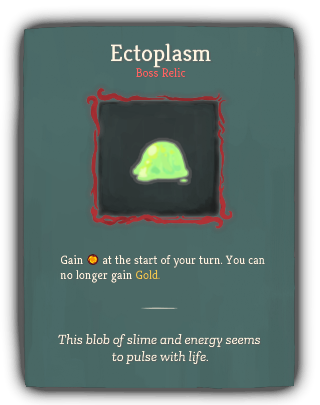 Ectoplasm
Boss Relic
Gain at the start of your turn. You can
no longer gain Gold.
This blob of slime and energy seems
to pulse with life.